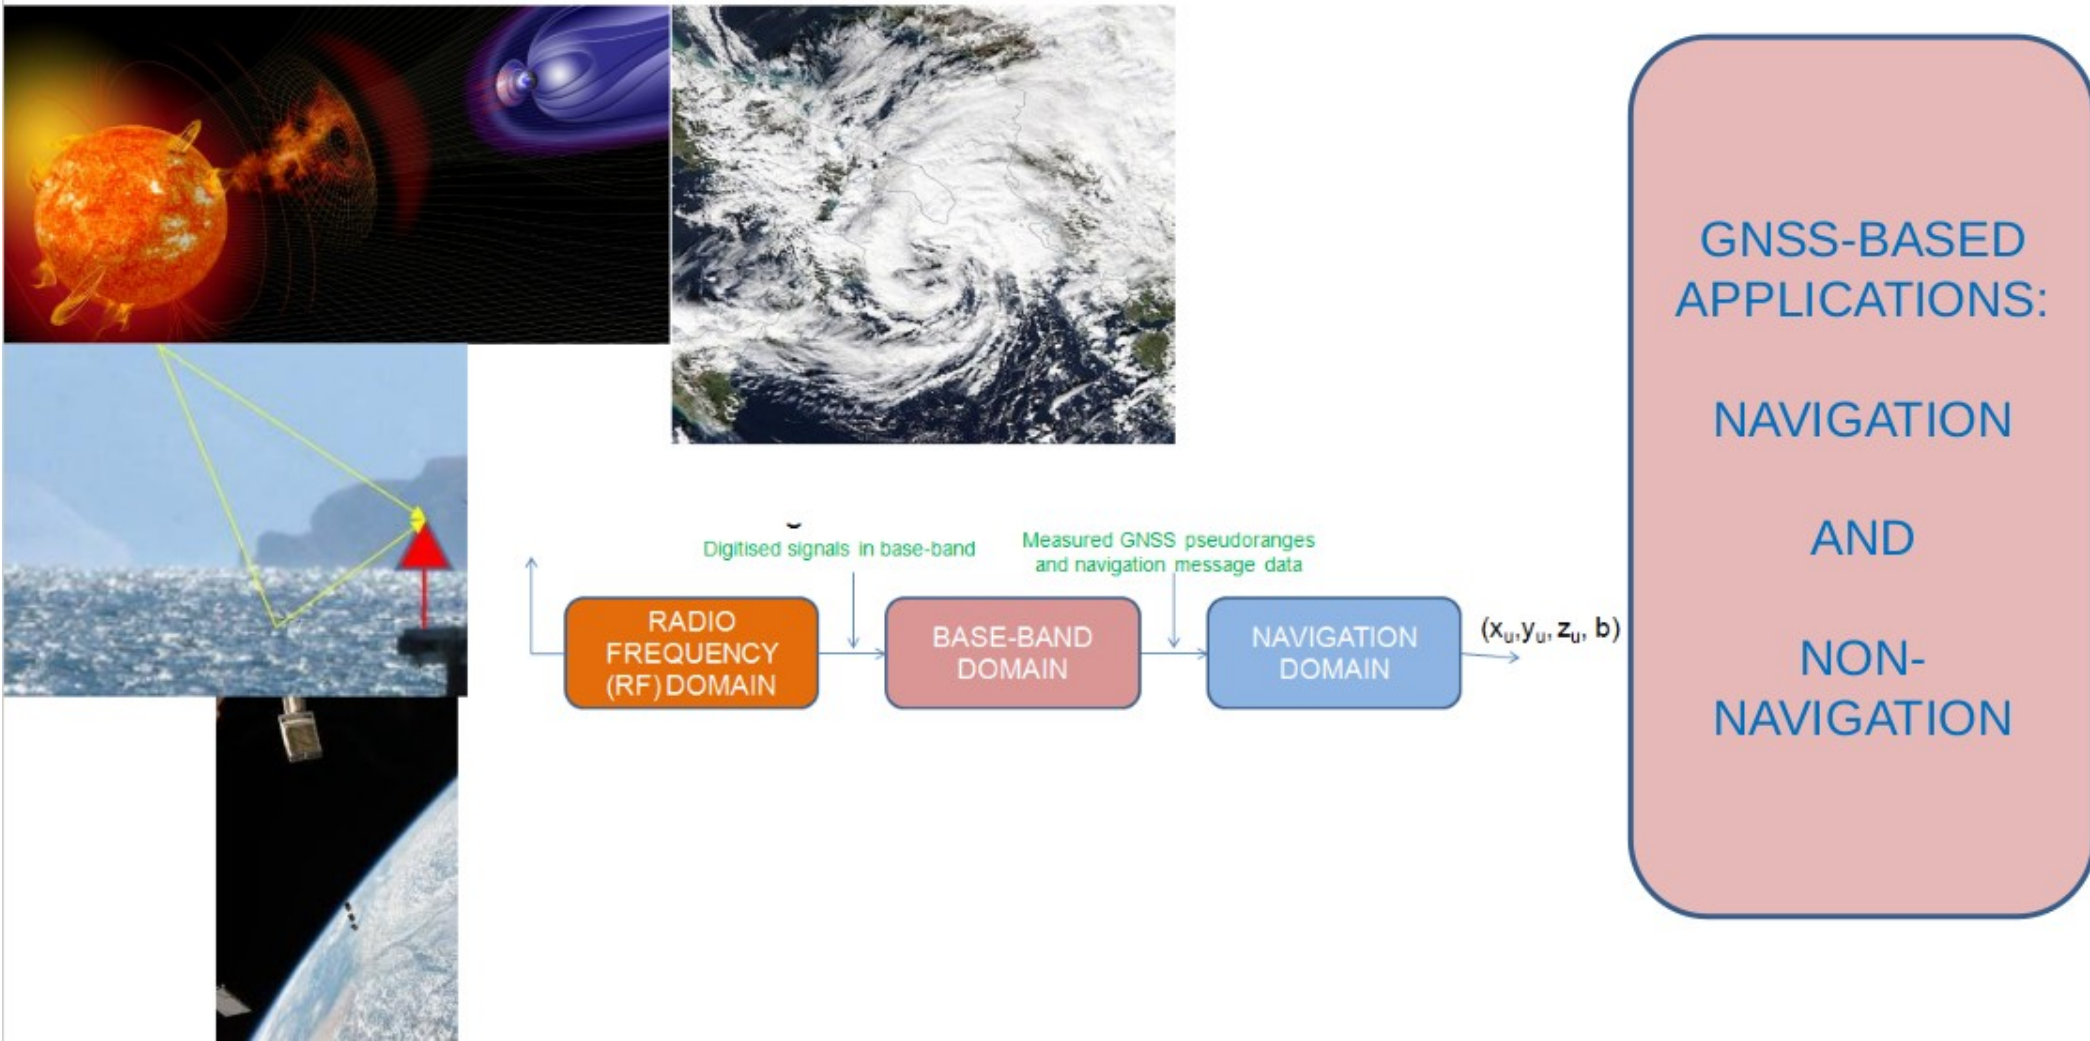 Digitised signals in base-band
Measured GNSS pseudoranges
and navigation message data
RADIO
FREQUENCY
(RF) DOMAIN
BASE-BAND
DOMAIN
NAVIGATION
DOMAIN
(xᵤ,yᵤ, zᵤ, b)
GNSS-BASED
APPLICATIONS:
NAVIGATION
AND
NON-
NAVIGATION